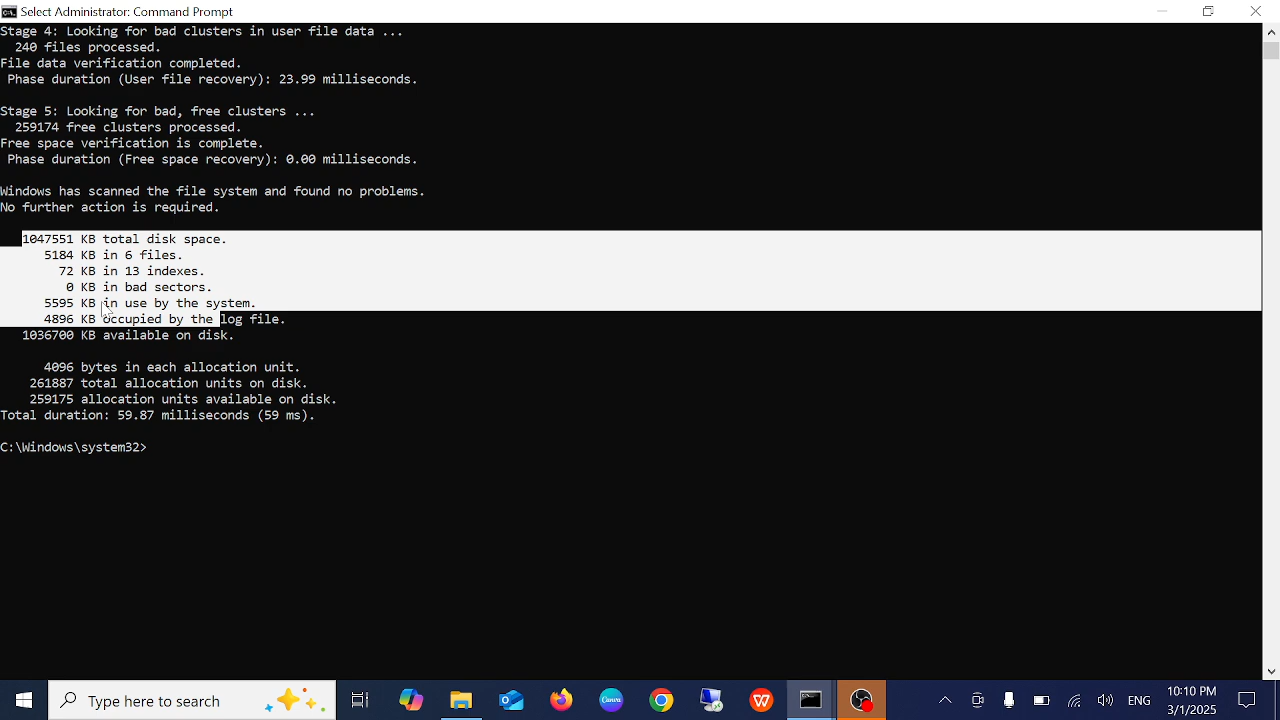 Select Administrator: Command Prompt
Stage 4: Looking for bad clusters in user file data ...
240 files processed.
File data verification completed.
Phase duration (User file recovery): 23.99 milliseconds.
Stage 5: Looking for bad, free clusters ...
259174 free clusters processed.
Free space verification is complete.
Phase duration (Free space recovery): 0.00 milliseconds.
Windows has scanned the file system and found no problems.
No further action is required.
1047551 KB total disk space.
5184 KB in 6 files.
72 KB in 13 indexes.
0 KB in bad sectors.
5595 KB in use by the system.
4896 KB occupied by the log file.
1036700 KB available on disk.
4096 bytes in each allocation unit.
261887 total allocation units on disk.
259175 allocation units available on disk.
Total duration: 59.87 milliseconds (59 ms).
C:\Windows\system32>
Type here to search
Canva
W
ENG
10:10 PM
3/1/2025